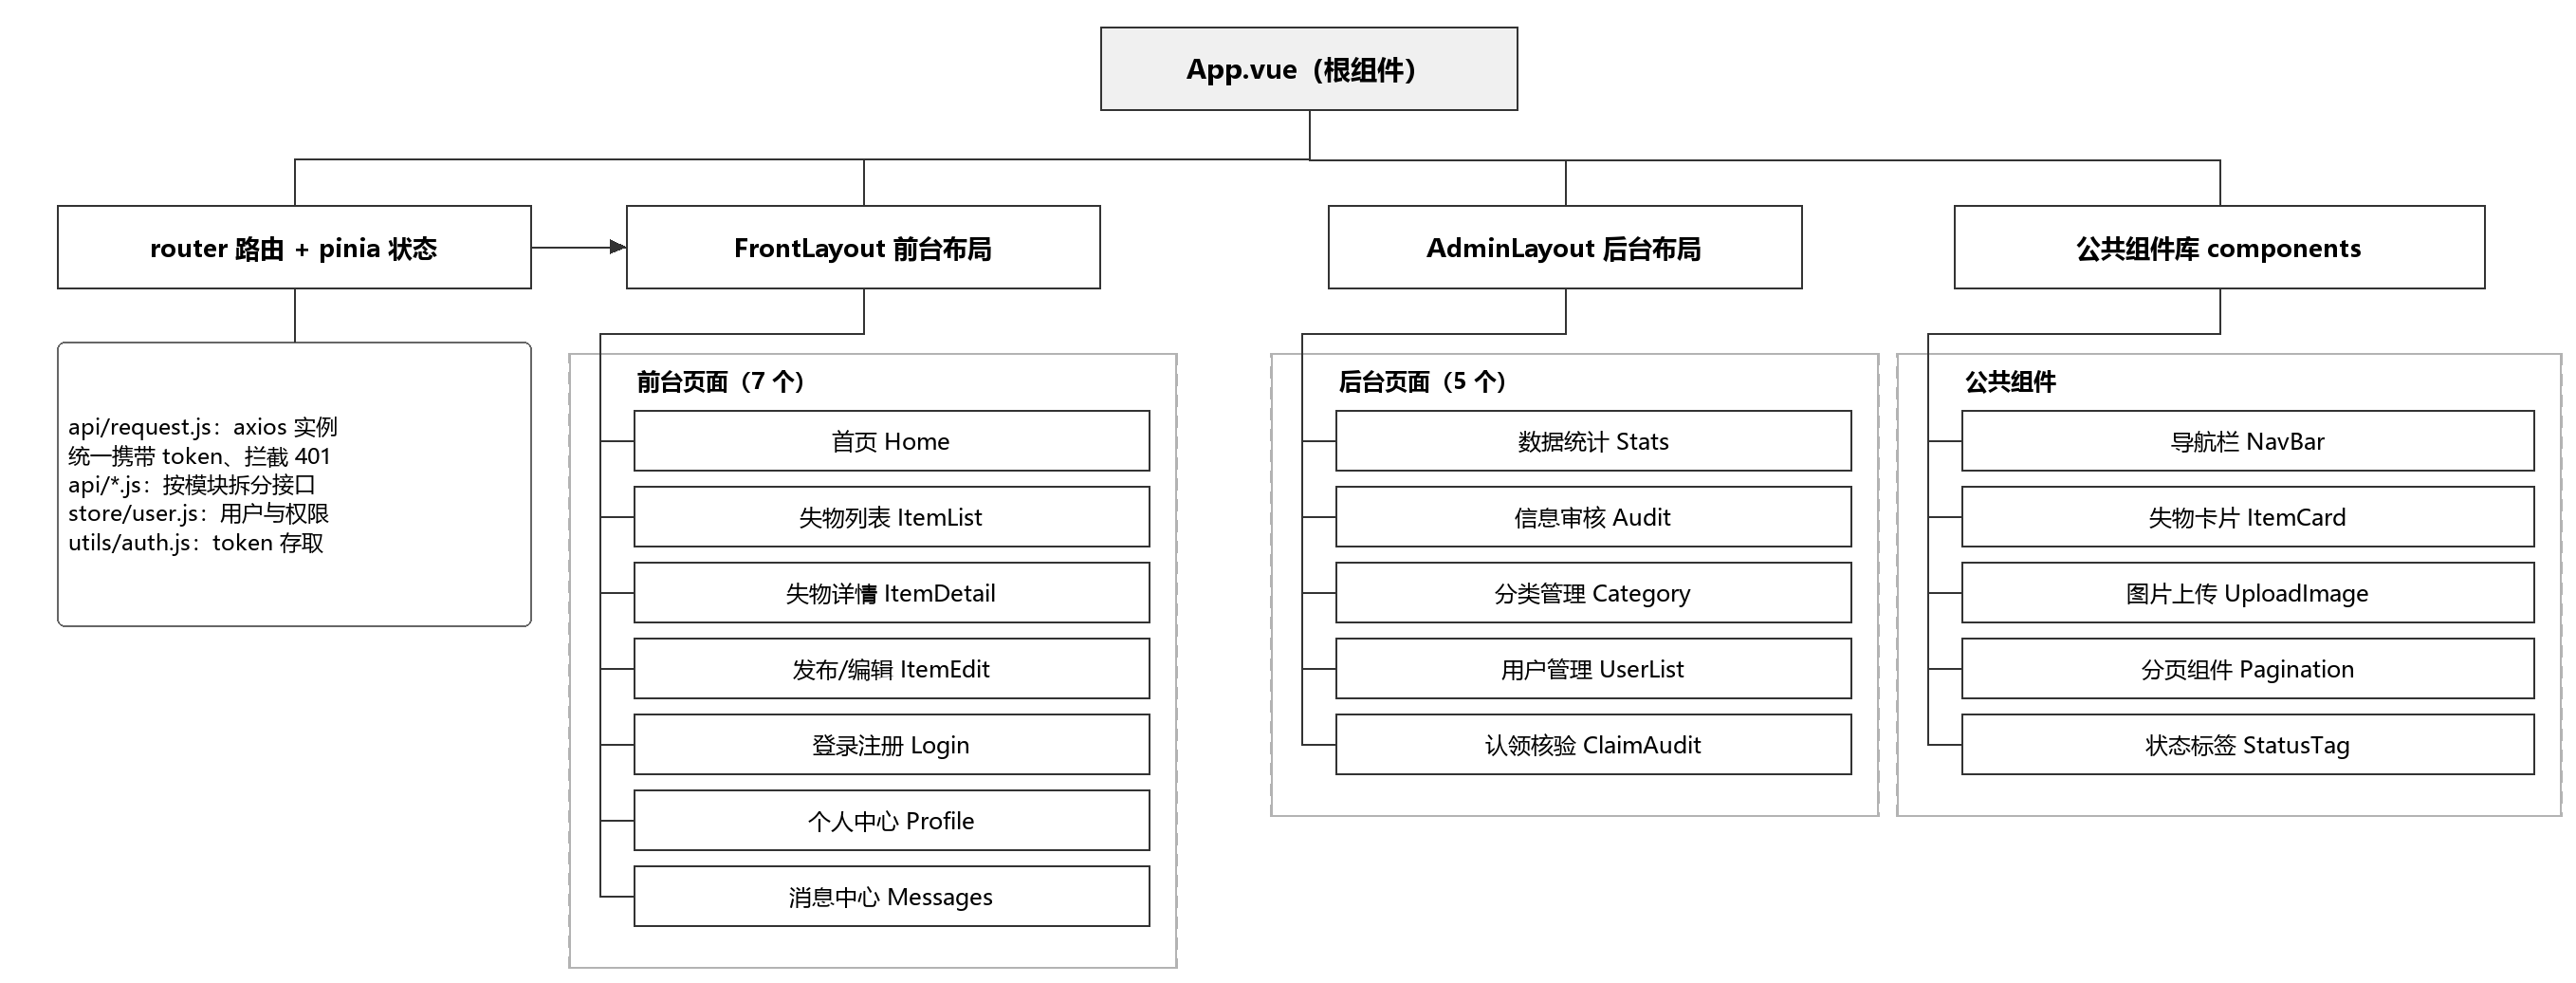 App.vue（根组件）
router 路由 + pinia 状态
FrontLayout 前台布局
AdminLayout 后台布局
公共组件库 components
api/request.js：axios 实例
统一携带 token、拦截 401
api/*.js：按模块拆分接口
store/user.js：用户与权限
utils/auth.js：token 存取
前台页面（7 个）
首页 Home
失物列表 ItemList
失物详情 ItemDetail
发布/编辑 ItemEdit
登录注册 Login
个人中心 Profile
消息中心 Messages
后台页面（5 个）
数据统计 Stats
信息审核 Audit
分类管理 Category
用户管理 UserList
认领核验 ClaimAudit
公共组件
导航栏 NavBar
失物卡片 ItemCard
图片上传 UploadImage
分页组件 Pagination
状态标签 StatusTag